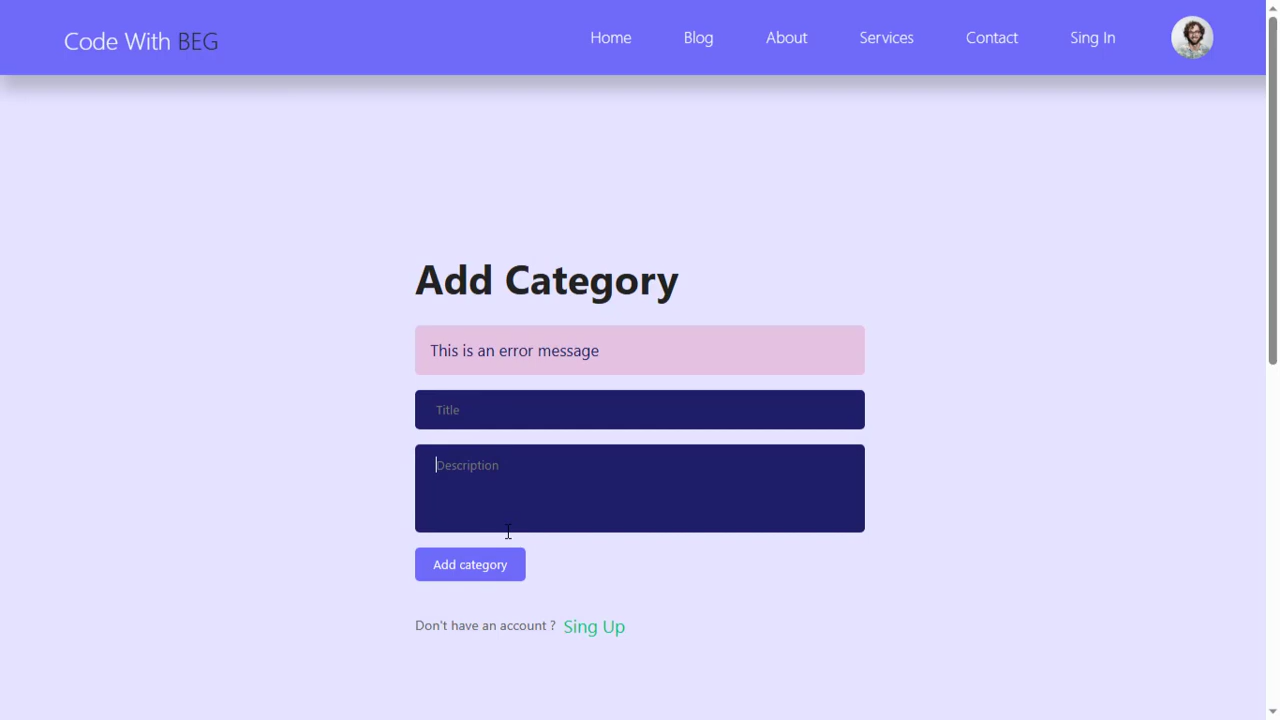 Code With BEG
Home
Blog
About
Services
Contact
Sing In
Add Category
This is an error message
Title
Description
Add category
Don't have an account ? Sing Up